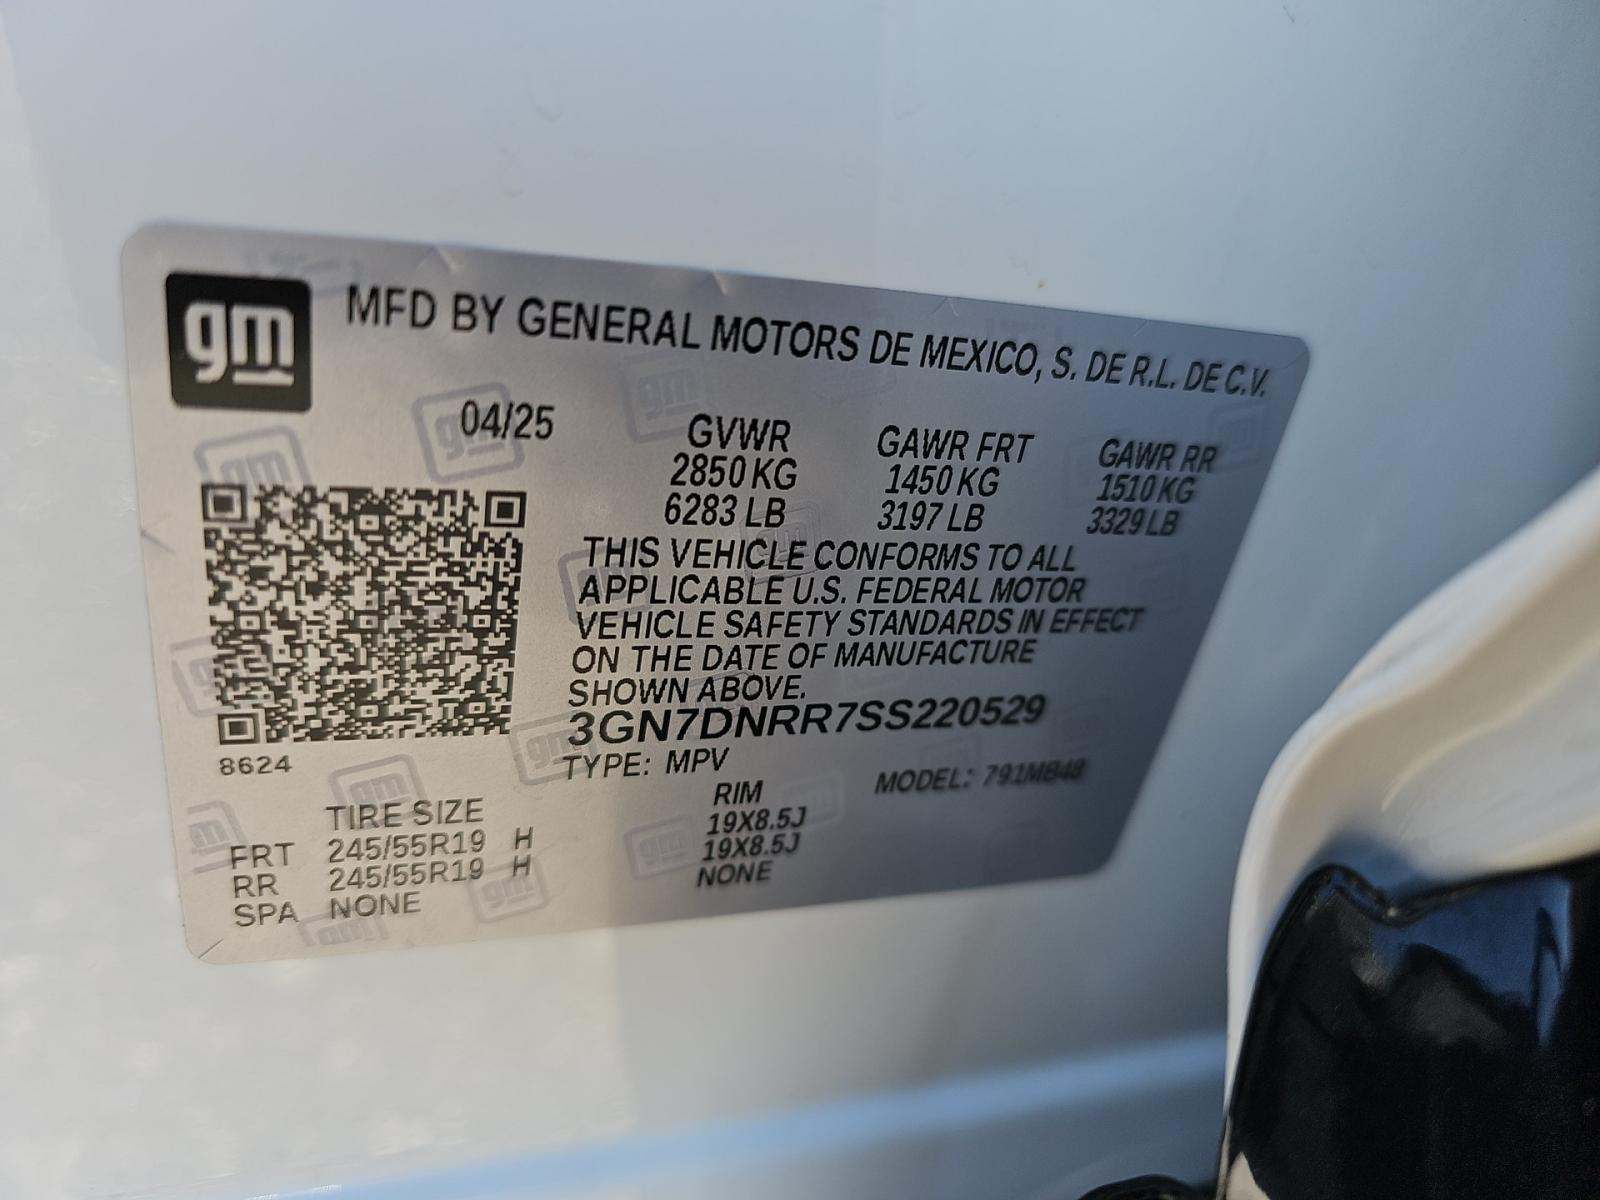 gm MFD BY GENERAL MOTORS DE MEXICO, S. DE R.L. DE C.V.
04/25 GVWR GAWR FRT GAWR RR
2850 KG 1450 KG 1510 KG
6283 LB 3197 LB 3329 LB
THIS VEHICLE CONFORMS TO ALL
APPLICABLE U.S. FEDERAL MOTOR
VEHICLE SAFETY STANDARDS IN EFFECT
ON THE DATE OF MANUFACTURE
SHOWN ABOVE.
3GN7DNRR7SS220529
8624 TYPE: MPV MODEL: 791MB48
TIRE SIZE RIM
FRT 245/55R19 H 19X8.5J
RR 245/55R19 H 19X8.5J
SPA NONE NONE